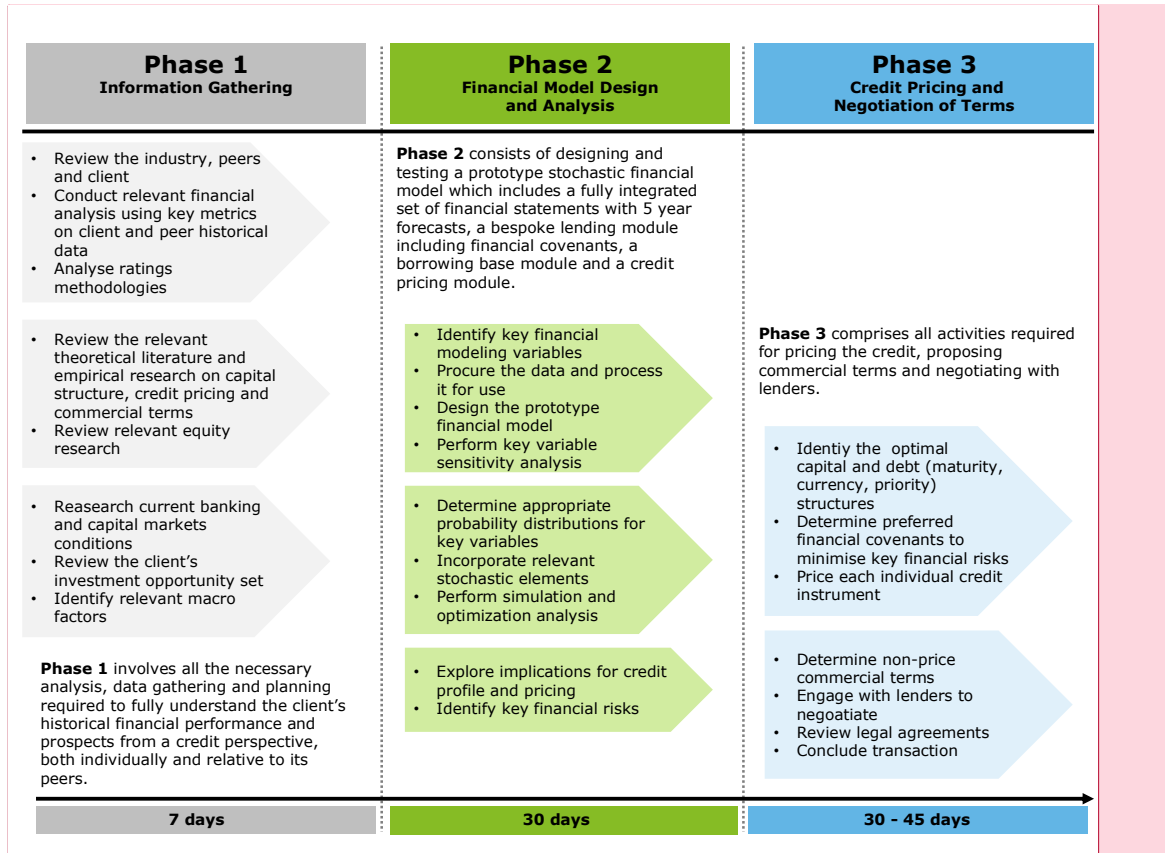 Phase 1
Information Gathering
• Review the industry, peers
and client
• Conduct relevant financial
analysis using key metrics
on client and peer historical
data
• Analyse ratings
methodologies
• Review the relevant
theoretical literature and
empirical research on capital
structure, credit pricing and
commercial terms
• Review relevant equity
research
• Reasearch current banking
and capital markets
conditions
• Review the client’s
investment opportunity set
• Identify relevant macro
factors
Phase 1 involves all the necessary
analysis, data gathering and planning
required to fully understand the client’s
historical financial performance and
prospects from a credit perspective,
both individually and relative to its
peers.
7 days
Phase 2
Financial Model Design
and Analysis
Phase 2 consists of designing and
testing a prototype stochastic financial
model which includes a fully integrated
set of financial statements with 5 year
forecasts, a bespoke lending module
including financial covenants, a
borrowing base module and a credit
pricing module.
• Identify key financial
modeling variables
• Procure the data and process
it for use
• Design the prototype
financial model
• Perform key variable
sensitivity analysis
• Determine appropriate
probability distributions for
key variables
• Incorporate relevant
stochastic elements
• Perform simulation and
optimization analysis
• Explore implications for credit
profile and pricing
• Identify key financial risks
30 days
Phase 3
Credit Pricing and
Negotiation of Terms
Phase 3 comprises all activities required
for pricing the credit, proposing
commercial terms and negotiating with
lenders.
• Identiy the optimal
capital and debt (maturity,
currency, priority)
structures
• Determine preferred
financial covenants to
minimise key financial risks
• Price each individual credit
instrument
• Determine non-price
commercial terms
• Engage with lenders to
negoatiate
• Review legal agreements
• Conclude transaction
30 - 45 days